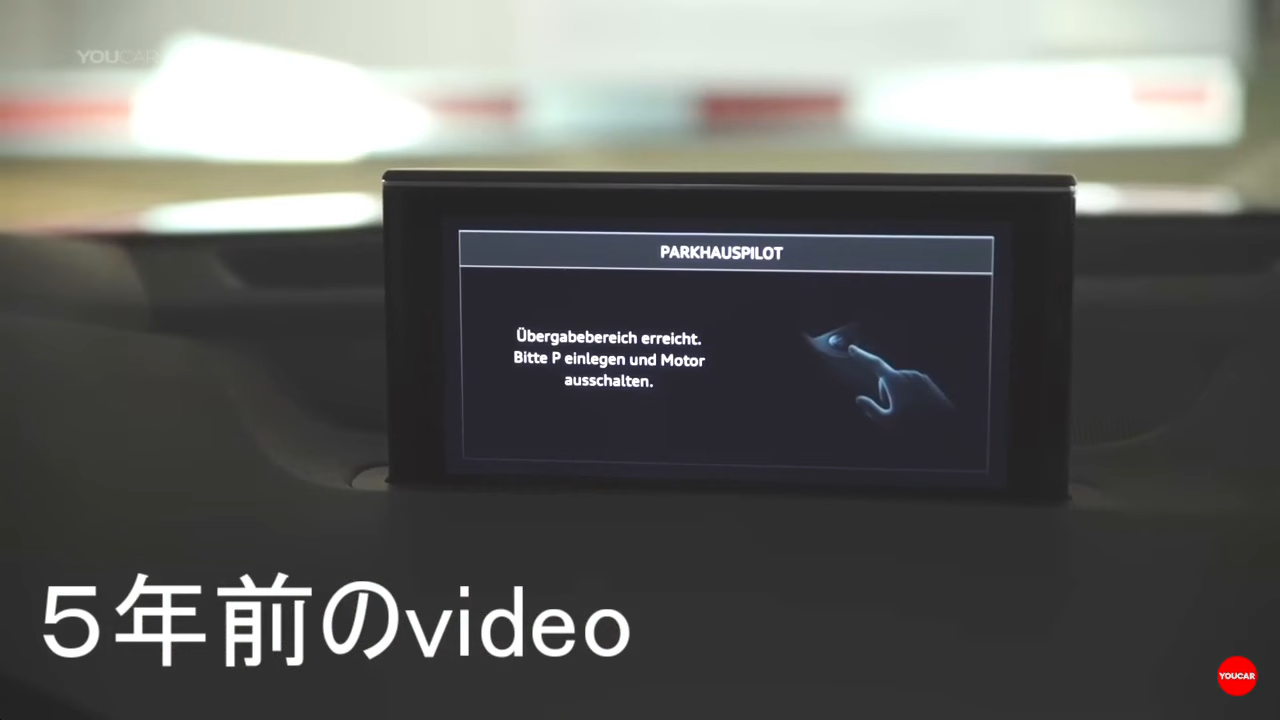 YOUCAR
PARKHAUSPILOT
Übergabebereich erreicht.
Bitte P einlegen und Motor
ausschalten.
５年前のvideo
YOUCAR